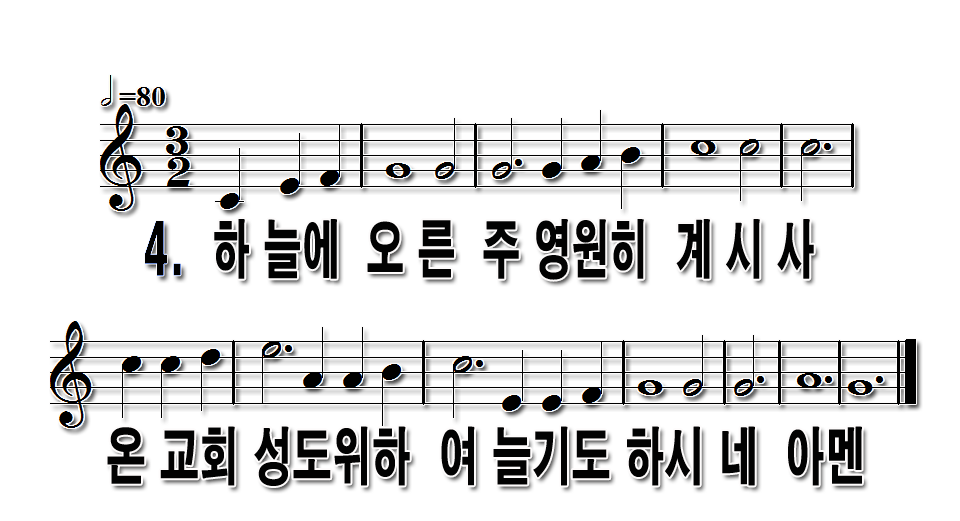 =80
3
2
4. 하 늘에 오 른 주 영원히 계 시 사
온 교회 성도위하 여 늘기도 하시 네 아멘